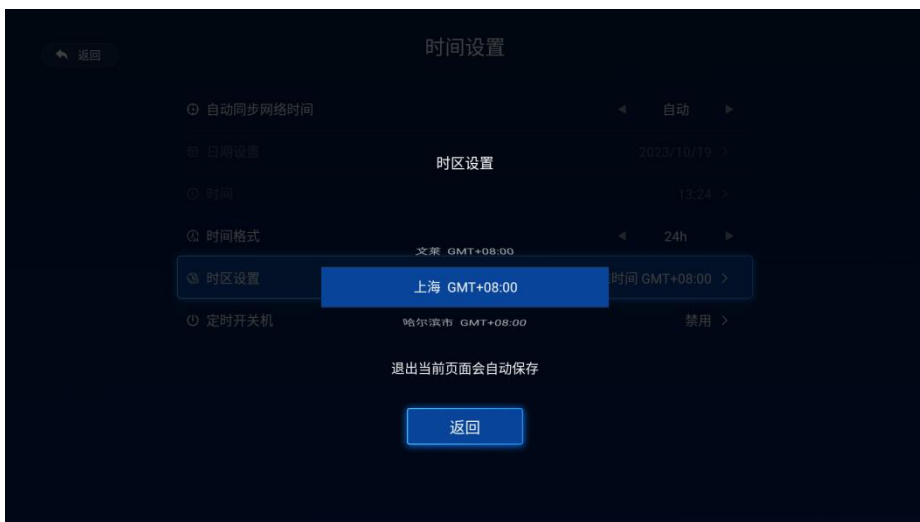 返回
时间设置
自动同步网络时间
自动
日期设置
2023/10/19
时区设置
时间
13:24
时间格式
24h
文莱 GMT+08:00
时区设置
时间 GMT+08:00
上海 GMT+08:00
定时开关机
禁用
哈尔滨市 GMT+08:00
退出当前页面会自动保存
返回